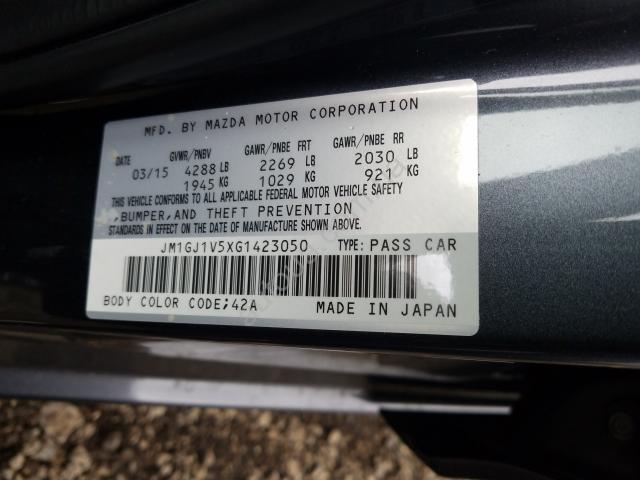 MFD. BY MAZDA MOTOR CORPORATION
DATE GVWR/PNBV GAWR/PNBE FRT GAWR/PNBE RR
03/15 4288 LB 2269 LB 2030 LB
1945 KG 1029 KG 921 KG
THIS VEHICLE CONFORMS TO ALL APPLICABLE FEDERAL MOTOR VEHICLE SAFETY
,BUMPER,AND THEFT PREVENTION
STANDARDS IN EFFECT ON THE DATE OF MANUFACTURE SHOWN ABOVE.
JM1GJ1V5XG1423050 TYPE: PASS CAR
BODY COLOR CODE;42A MADE IN JAPAN